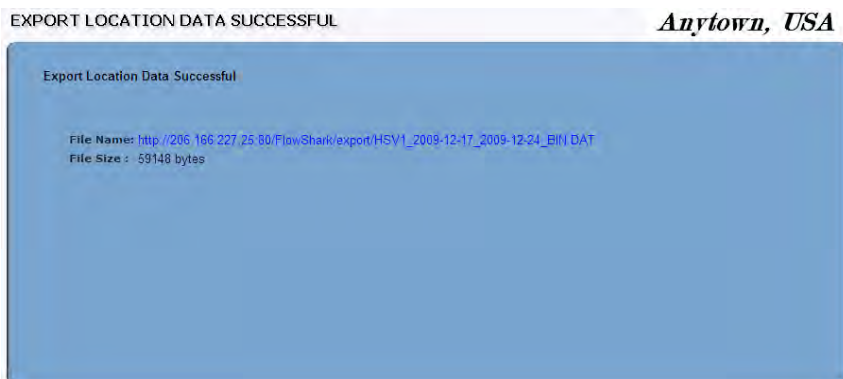 EXPORT LOCATION DATA SUCCESSFUL
Anytown, USA
Export Location Data Successful
File Name: http://206.166.227.25:80/FlowShark/export/HSV1_2009-12-17_2009-12-24_BIN.DAT
File Size : 59148 bytes